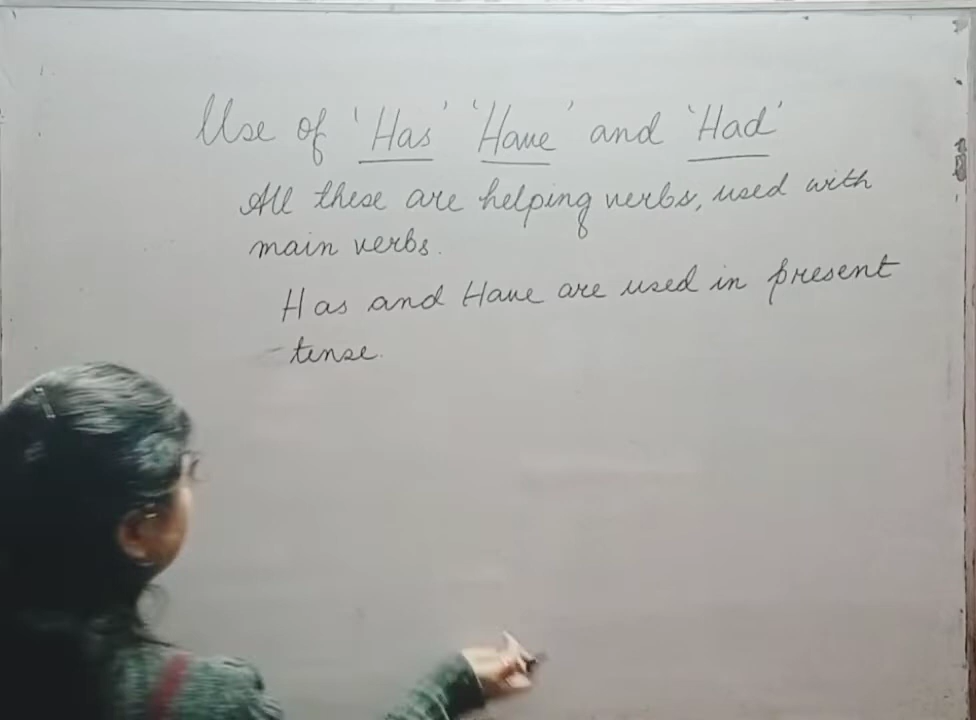 Use of 'Has' 'Have' and 'Had'
All these are helping verbs, used with
main verbs.
Has and Have are used in present
tense.